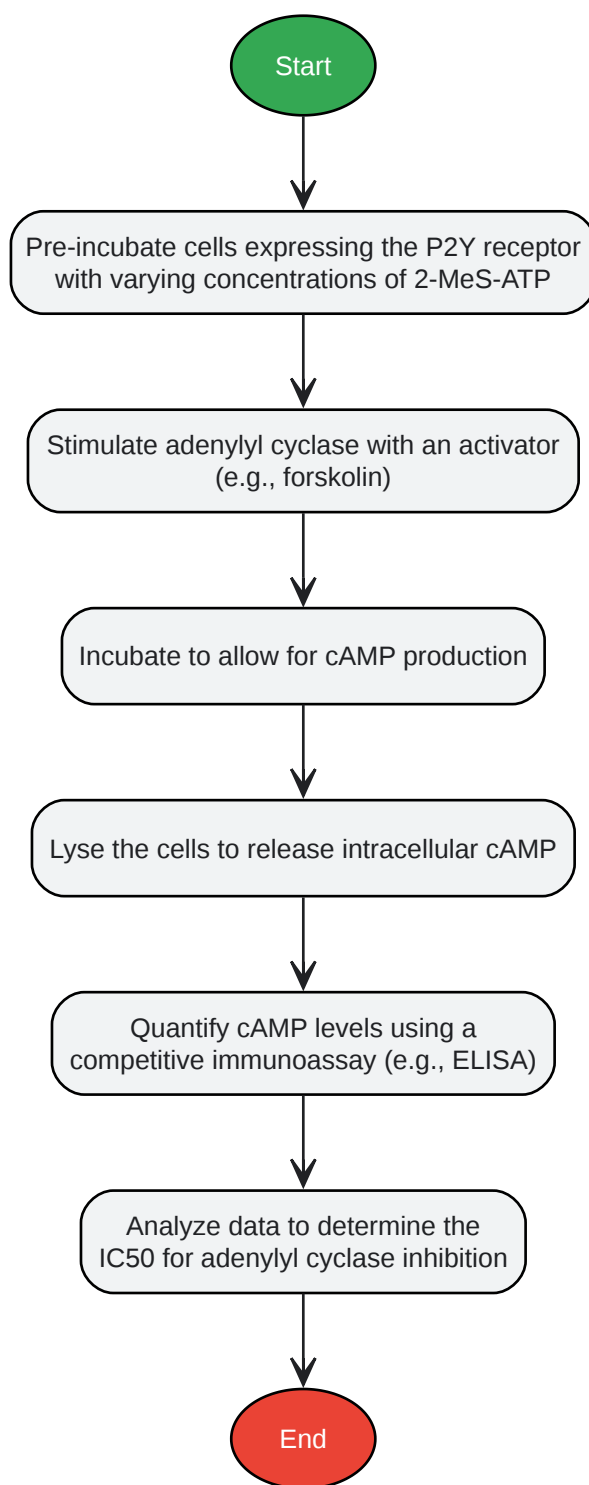 Start
Pre-incubate cells expressing the P2Y receptor
with varying concentrations of 2-MeS-ATP
Stimulate adenylyl cyclase with an activator
(e.g., forskolin)
Incubate to allow for cAMP production
Lyse the cells to release intracellular cAMP
Quantify cAMP levels using a
competitive immunoassay (e.g., ELISA)
Analyze data to determine the
IC50 for adenylyl cyclase inhibition
End